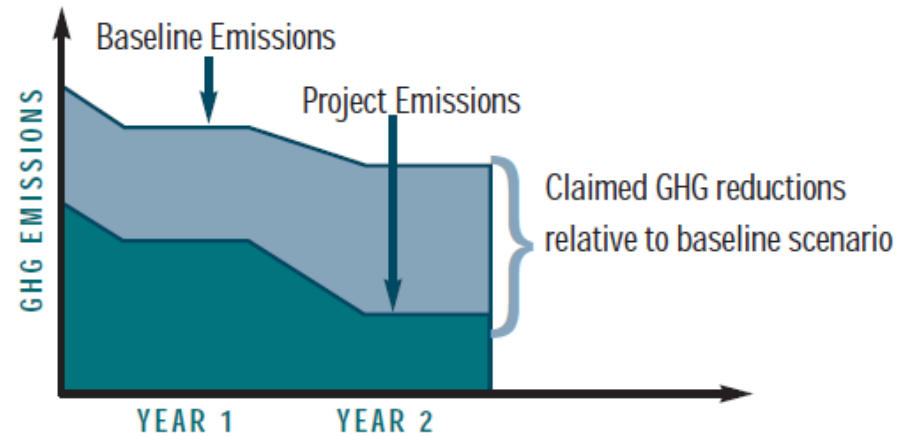 Baseline Emissions
Project Emissions
GHG EMISSIONS
Claimed GHG reductions
relative to baseline scenario
YEAR 1
YEAR 2